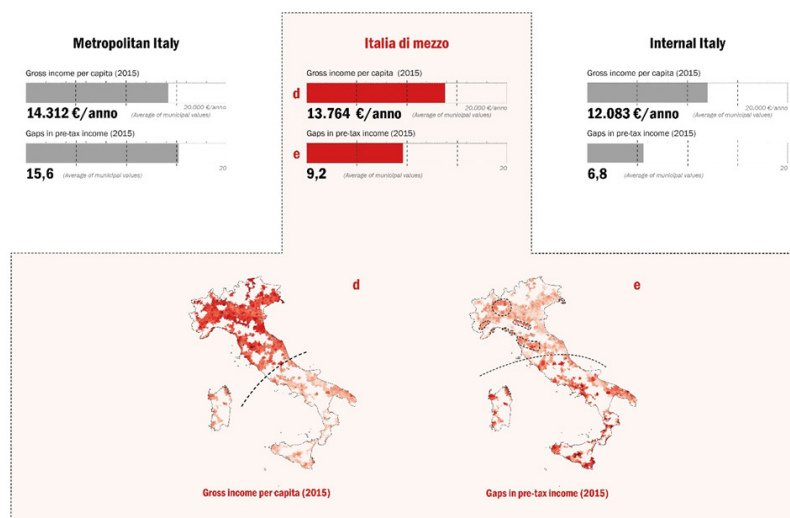 Metropolitan Italy
Gross income per capita (2015)
20.000 €/anno
14.312 €/anno (Average of municipal values)
Gaps in pre-tax income (2015)
20
15,6 (Average of municipal values)
Italia di mezzo
Gross income per capita (2015)
d
20.000 €/anno
13.764 €/anno (Average of municipal values)
Gaps in pre-tax income (2015)
e
20
9,2 (Average of municipal values)
Internal Italy
Gross income per capita (2015)
20.000 €/anno
12.083 €/anno (Average of municipal values)
Gaps in pre-tax income (2015)
20
6,8 (Average of municipal values)
d
Gross income per capita (2015)
e
Gaps in pre-tax income (2015)